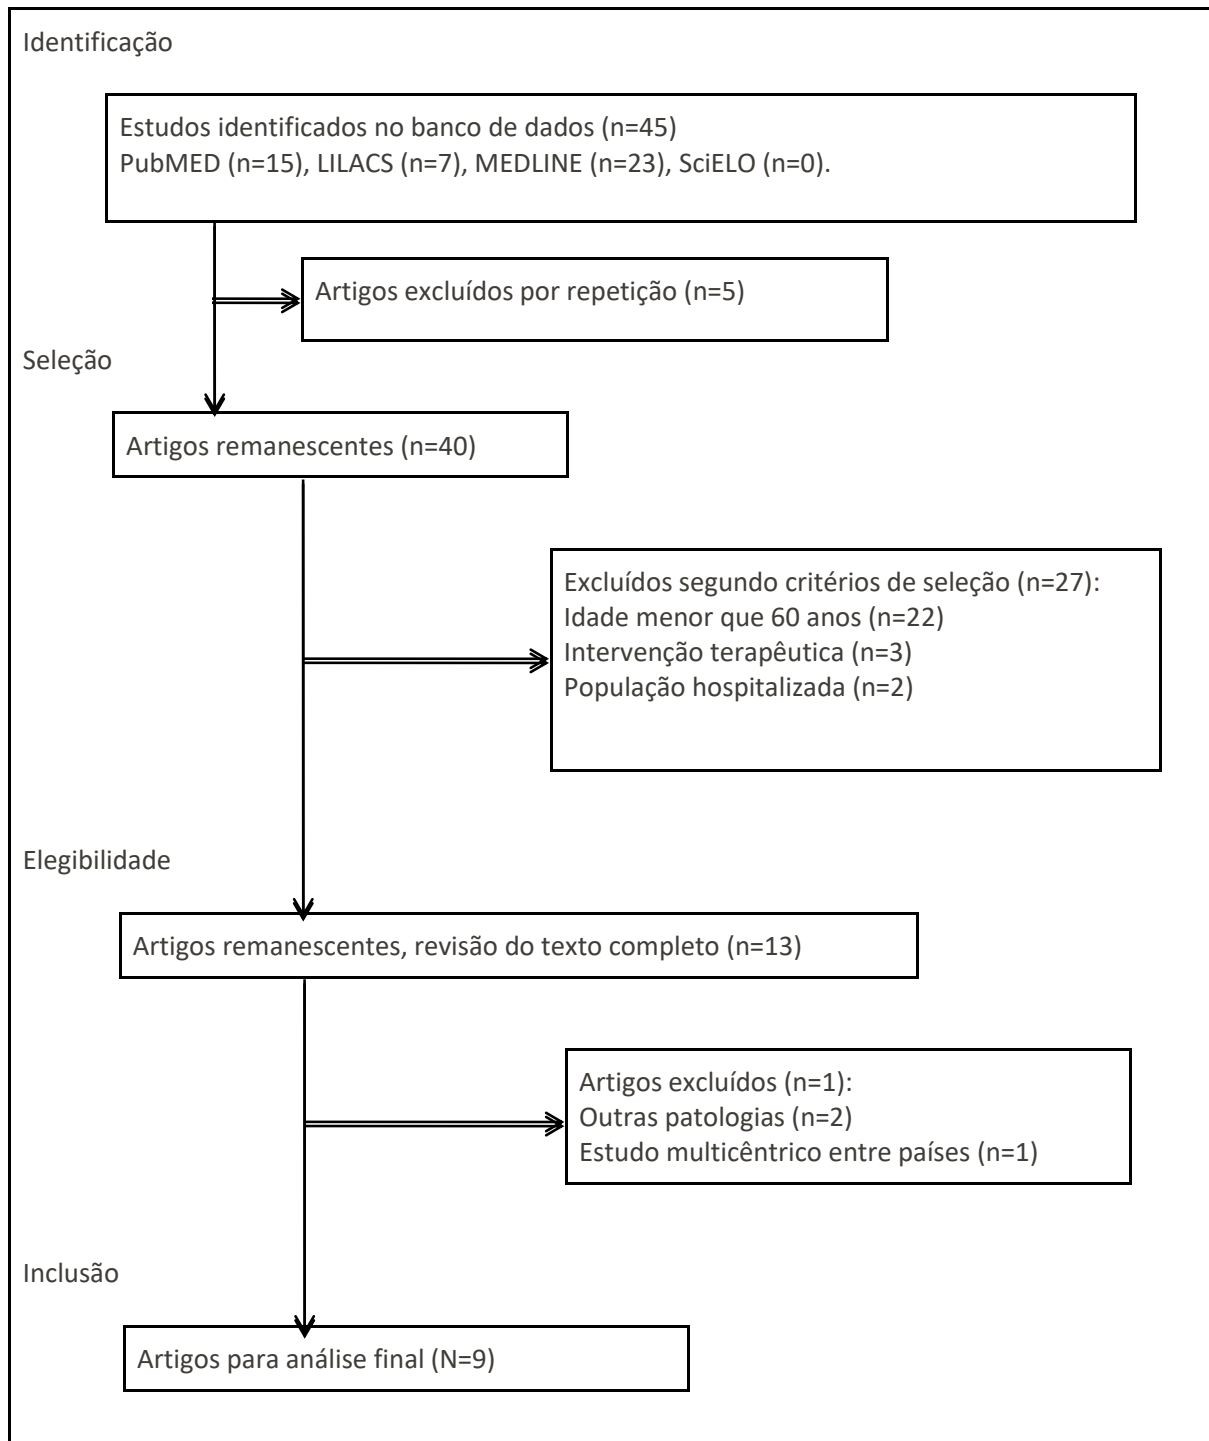 Identificação
Estudos identificados no banco de dados (n=45)
PubMED (n=15), LILACS (n=7), MEDLINE (n=23), SciELO (n=0).
Artigos excluídos por repetição (n=5)
Seleção
Artigos remanescentes (n=40)
Excluídos segundo critérios de seleção (n=27):
Idade menor que 60 anos (n=22)
Intervenção terapêutica (n=3)
População hospitalizada (n=2)
Elegibilidade
Artigos remanescentes, revisão do texto completo (n=13)
Artigos excluídos (n=1):
Outras patologias (n=2)
Estudo multicêntrico entre países (n=1)
Inclusão
Artigos para análise final (N=9)